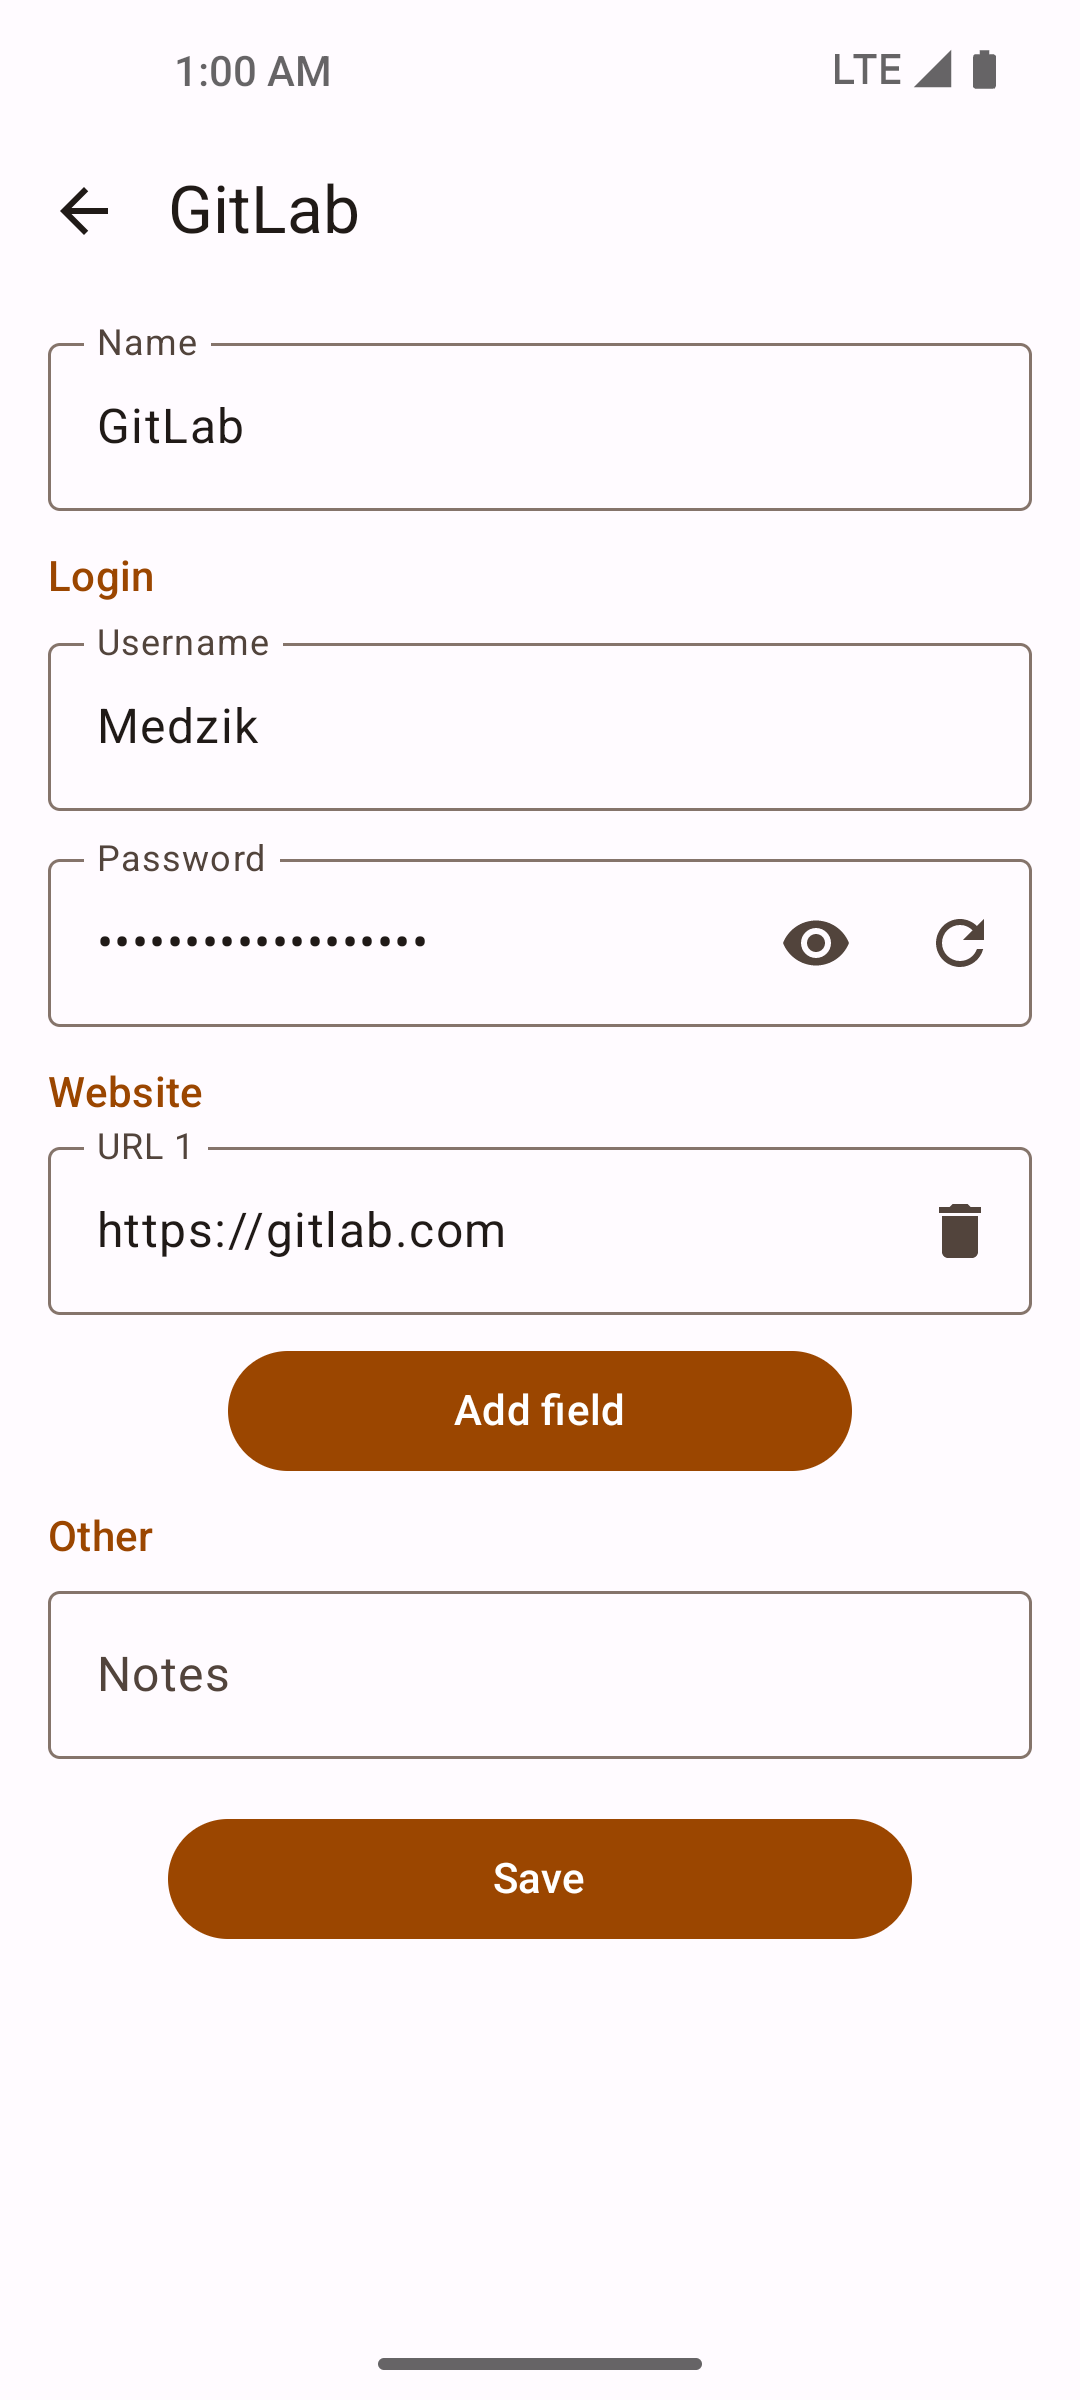 1:00 AM LTE
GitLab
Name
GitLab
Login
Username
Medzik
Password
•••••••••••••••••••
Website
URL 1
https://gitlab.com
Add field
Other
Notes
Save